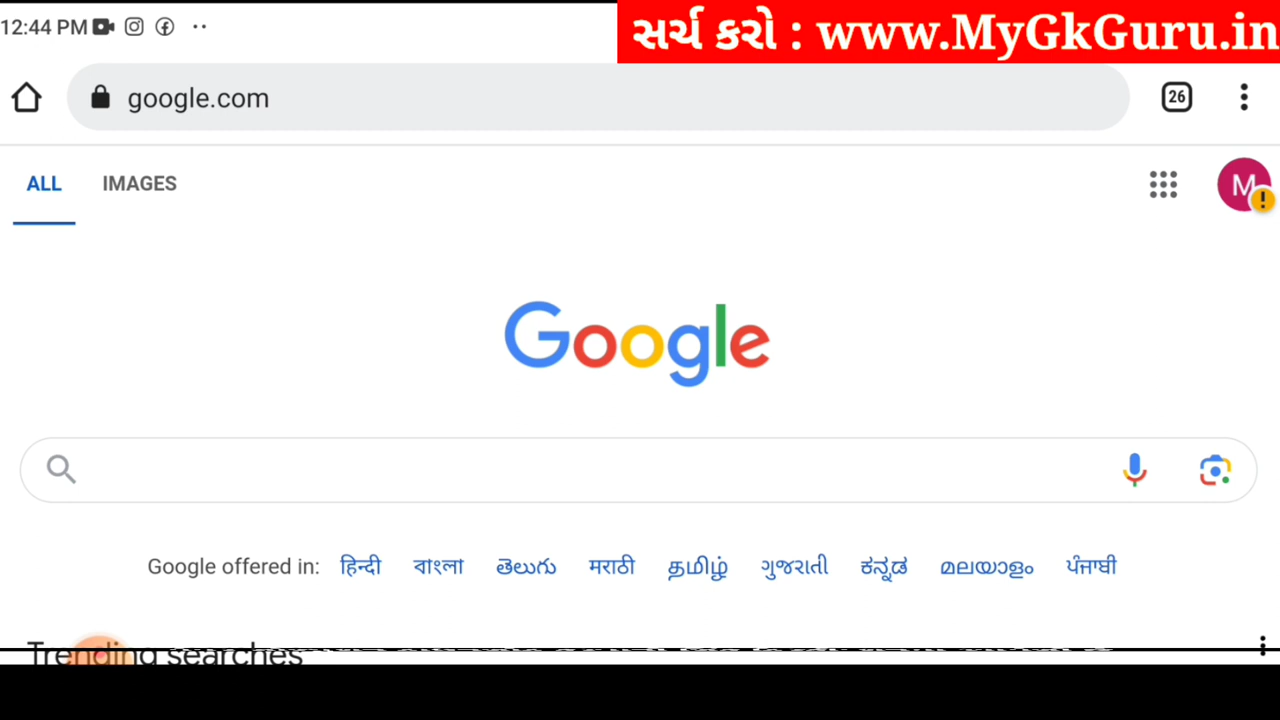 12:44 PM
સર્ચ કરો : www.MyGkGuru.in
google.com
26
ALL IMAGES
M
!
Google
Google offered in: हिन्दी বাংলা తెలుగు मराठी தமிழ் ગુજરાતી ಕನ್ನಡ മലയാളം ਪੰਜਾਬੀ
Trending searches